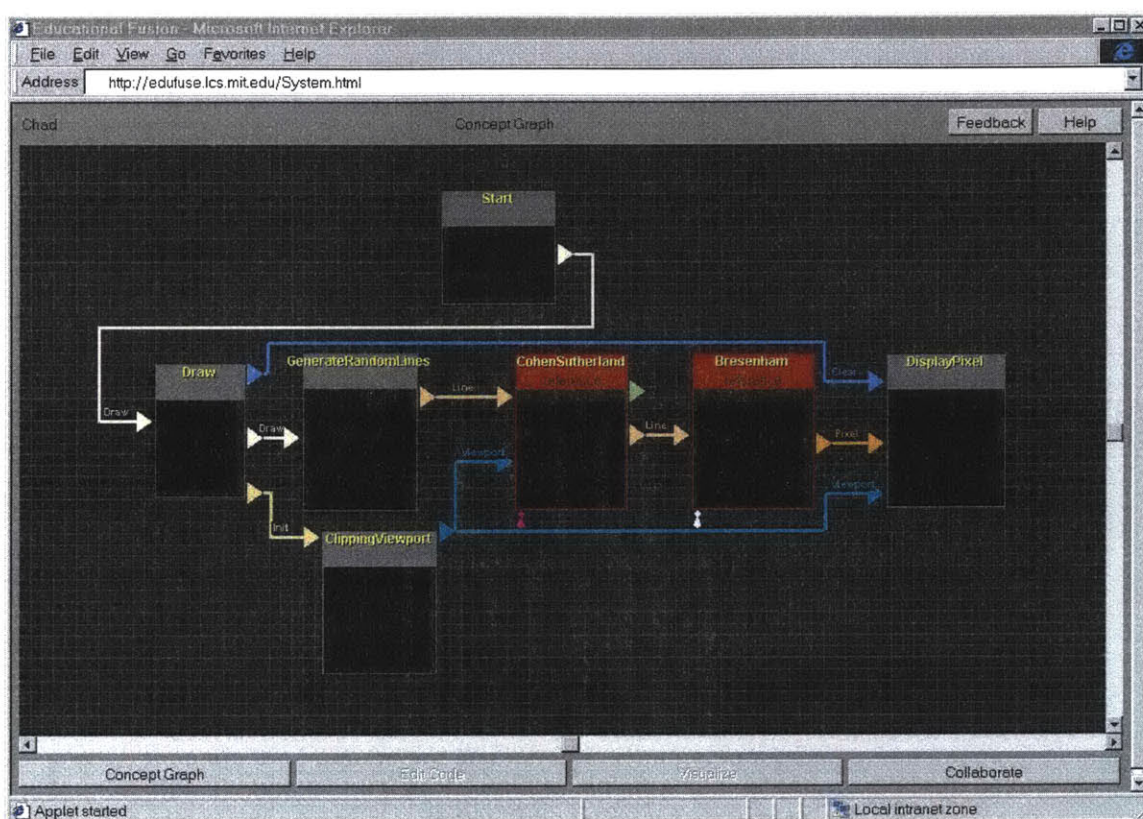 Educational Fusion - Microsoft Internet Explorer
File Edit View Go Favorites Help
Address http://edufuse.lcs.mit.edu/System.html
Chad Concept Graph Feedback Help
Start
Draw GenerateRandomLines CohenSutherland Bresenham DisplayPixel
Clear
Line
Draw
Draw Line Pixel
Viewport
Viewport
Init
ClippingViewport
Concept Graph Edit Code Visualize Collaborate
Applet started Local intranet zone